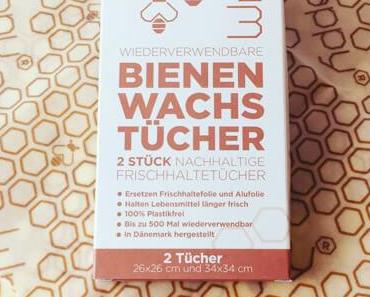 WIEDERVERWENDBARE
BIENEN
WACHS
TÜCHER
2 STÜCK NACHHALTIGE
FRISCHHALTETÜCHER
• Ersetzen Frischhaltefolie und Alufolie
• Halten Lebensmittel länger frisch
• 100% Plastikfrei
• Bis zu 500 Mal wiederverwendbar
• In Dänemark hergestellt
2 Tücher
26x26 cm und 34x34 cm